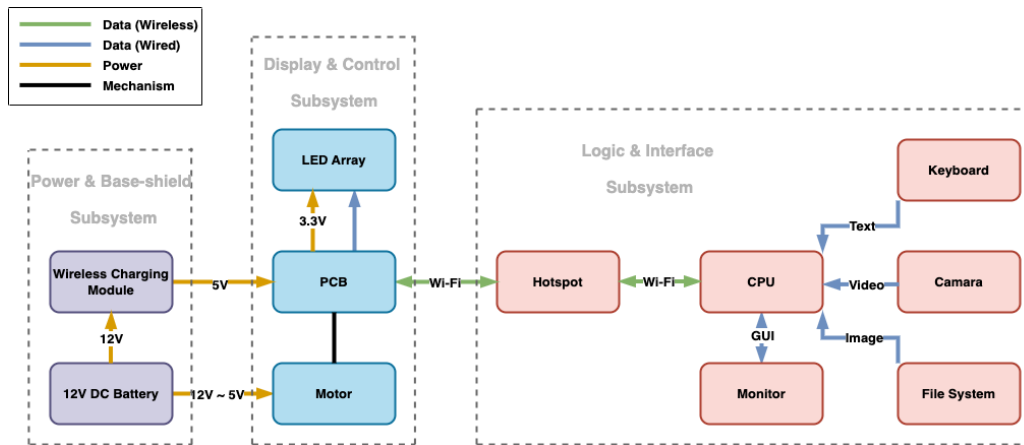 Data (Wireless)
Data (Wired)
Power
Mechanism
Power & Base-shield
Subsystem
Wireless Charging
Module
12V
12V DC Battery
5V
12V ~ 5V
Display & Control
Subsystem
LED Array
3.3V
PCB
Motor
Wi-Fi
Logic & Interface
Subsystem
Hotspot
Wi-Fi
CPU
GUI
Monitor
Keyboard
Text
Video
Camara
Image
File System